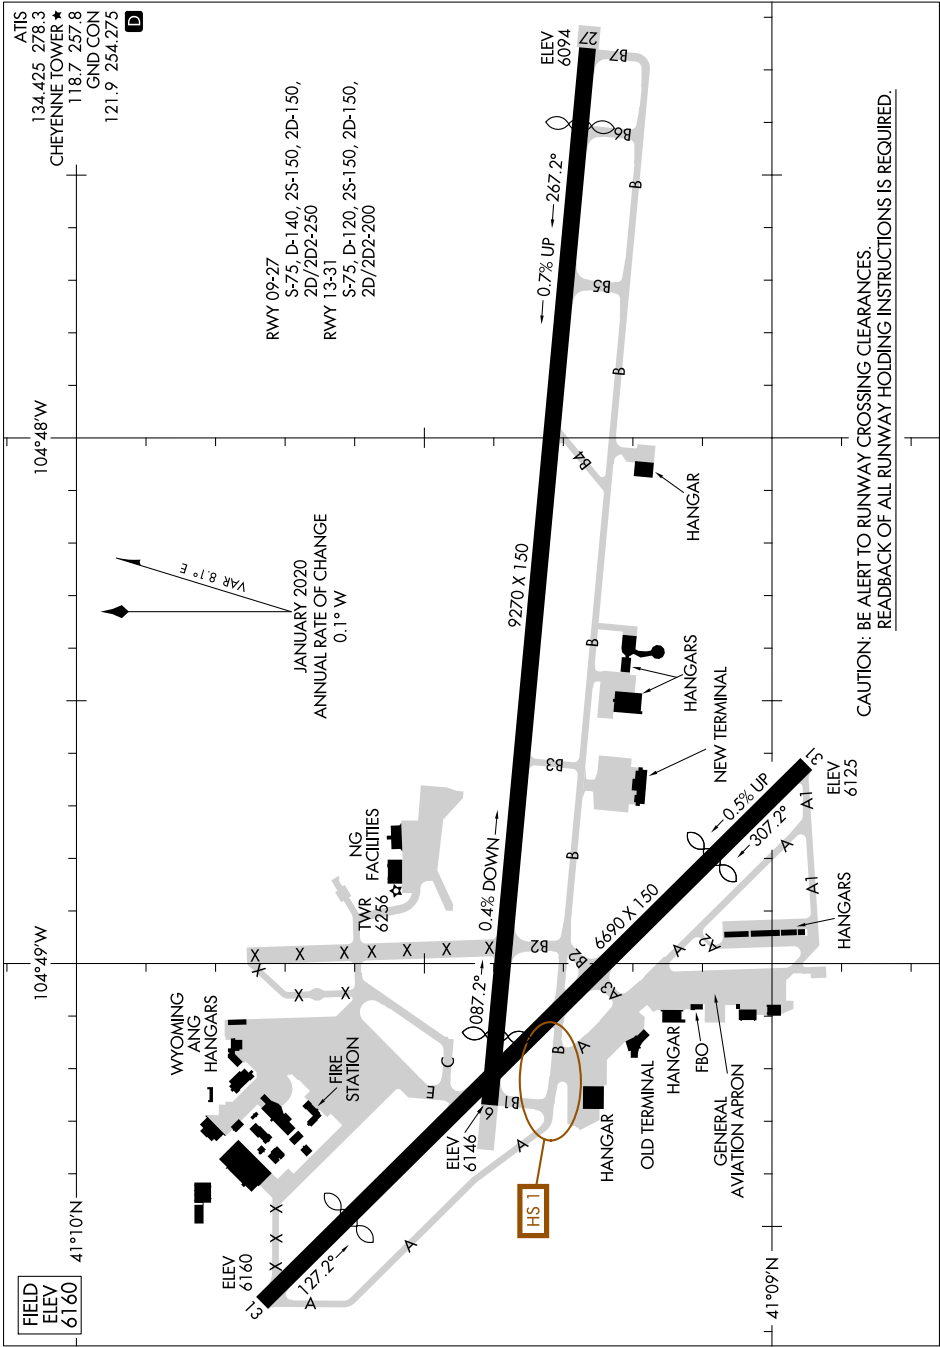 ATIS
134.425 278.3
CHEYENNE TOWER★
118.7 257.8
GND CON
121.9 254.275
D
RWY 09-27
S-75, D-140, 2S-150, 2D-150,
2D/2D2-250
RWY 13-31
S-75, D-120, 2S-150, 2D-150,
2D/2D2-200
ELEV
6094
27
B7
B6
B
267.2°
0.7% UP
B5
B
104°48'W
B4
HANGAR
VAR 8.1° E
JANUARY 2020
ANNUAL RATE OF CHANGE
0.1° W
9270 X 150
B
HANGARS
NEW TERMINAL
B3
B
NG
FACILITIES
TWR
6256
0.4% DOWN
31
ELEV
6125
0.5% UP
307.2°
6690 X 150
A1
A
A1
HANGARS
104°49'W
X
X
X
X
X
X
X
X
X
X
B2
B2
A
A2
A3
087.2°
WYOMING
ANG
HANGARS
FIRE
STATION
C
E
B
A
B1
9
ELEV
6146
A
HS 1
HANGAR
OLD TERMINAL
HANGAR
FBO
GENERAL
AVIATION APRON
X
X
X
41°10'N
ELEV
6160
127.2°
13
A
A
41°09'N
FIELD
ELEV
6160
CAUTION: BE ALERT TO RUNWAY CROSSING CLEARANCES.
READBACK OF ALL RUNWAY HOLDING INSTRUCTIONS IS REQUIRED.